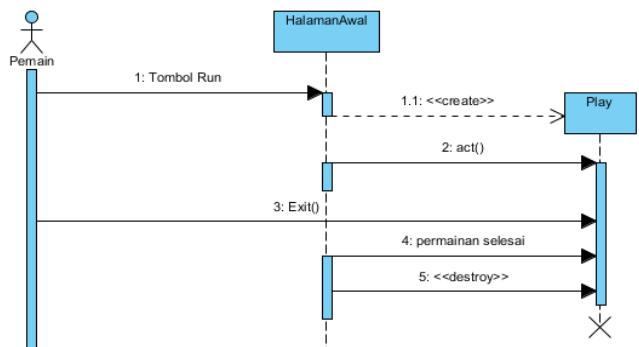 HalamanAwal
Pemain
1: Tombol Run
1.1: <<create>>
Play
2: act()
3: Exit()
4: permainan selesai
5: <<destroy>>